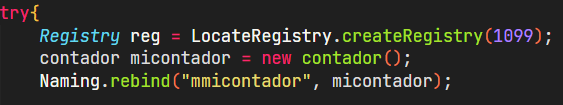 try{
Registry reg = LocateRegistry.createRegistry(1099);
contador micontador = new contador();
Naming.rebind("mmicontador", micontador);